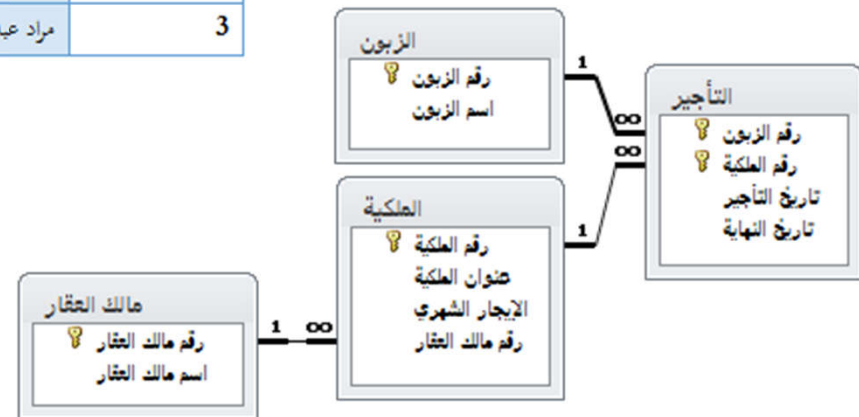 3
مراد
الزبون
رقم الزبون
اسم الزبون
1
∞
∞
1
التأجير
رقم الزبون
رقم الملكية
تاريخ التأجير
تاريخ النهاية
الملكية
رقم الملكية
عنوان الملكية
الإيجار الشهري
رقم مالك العقار
1 ∞
مالك العقار
رقم مالك العقار
اسم مالك العقار